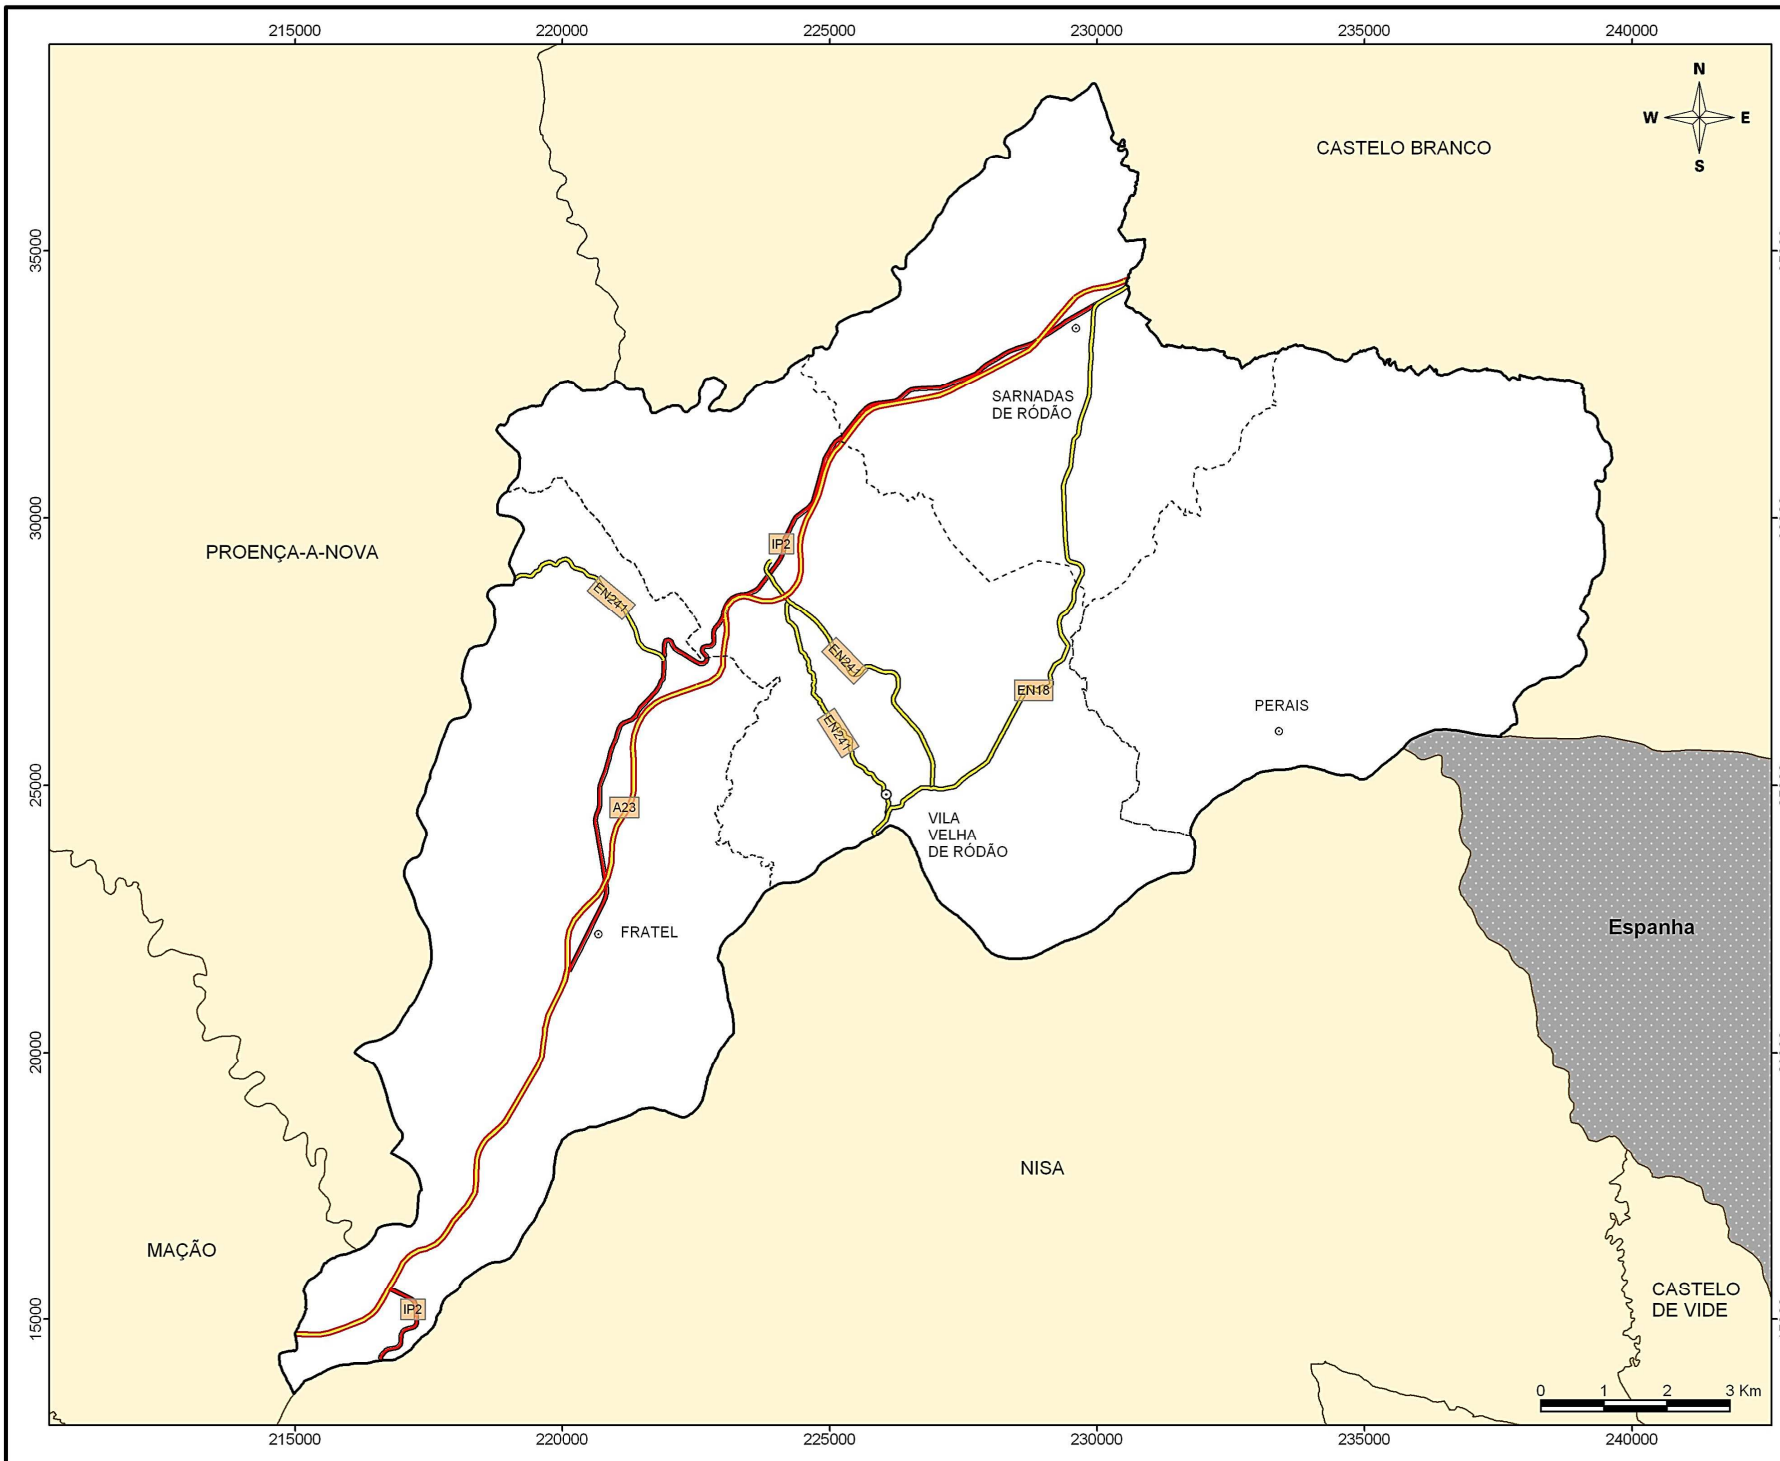 215000 220000 225000 230000 235000 240000
N
W E
S
CASTELO BRANCO
35000
SARNADAS
DE RÓDÃO
30000
IP2
PROENÇA-A-NOVA
EN241
EN241
EN18
PERAIS
EN241
25000
A23
VILA
VELHA
DE RÓDÃO
FRATEL
Espanha
20000
NISA
MAÇÃO
CASTELO
DE VIDE
IP2
15000
0 1 2 3 Km
215000 220000 225000 230000 235000 240000